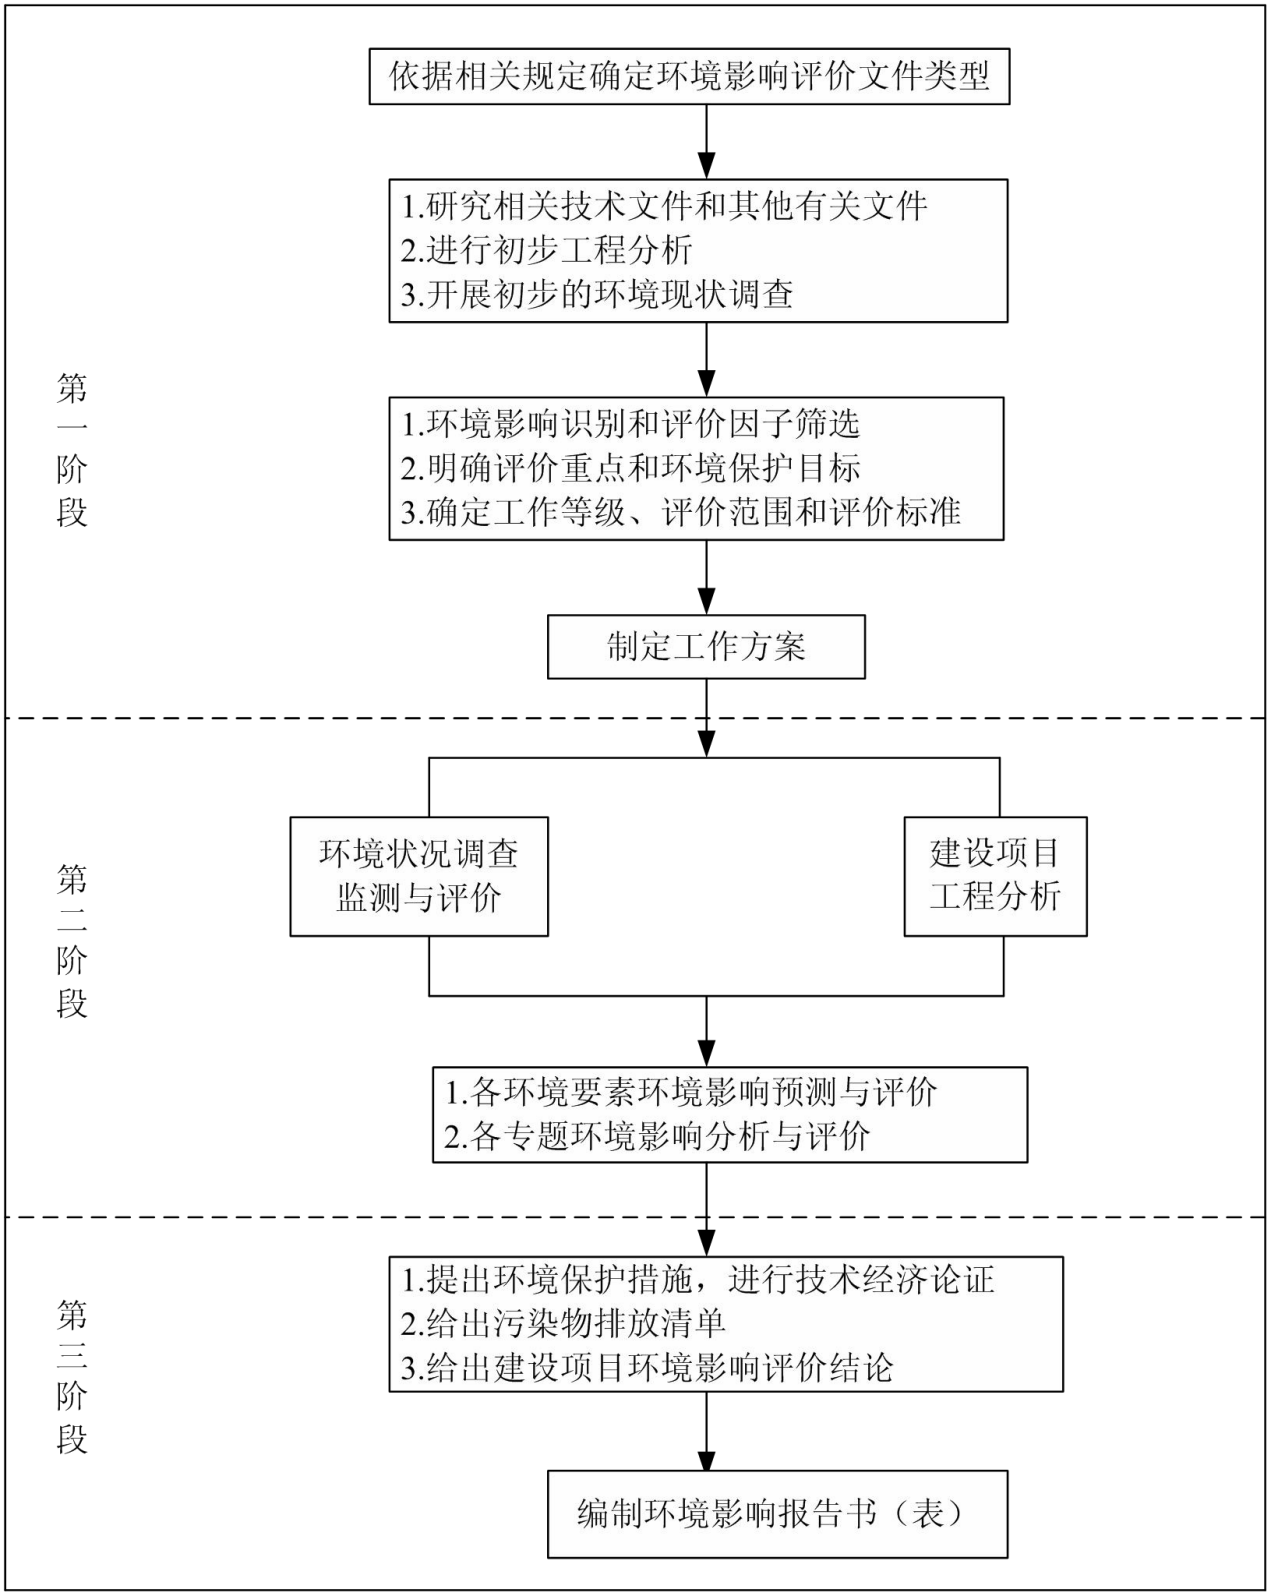 依据相关规定确定环境影响评价文件类型
1.研究相关技术文件和其他有关文件
2.进行初步工程分析
3.开展初步的环境现状调查
第一阶段
1.环境影响识别和评价因子筛选
2.明确评价重点和环境保护目标
3.确定工作等级、评价范围和评价标准
制定工作方案
第二阶段
环境状况调查
监测与评价
建设项目
工程分析
1.各环境要素环境影响预测与评价
2.各专题环境影响分析与评价
第三阶段
1.提出环境保护措施，进行技术经济论证
2.给出污染物排放清单
3.给出建设项目环境影响评价结论
编制环境影响报告书（表）